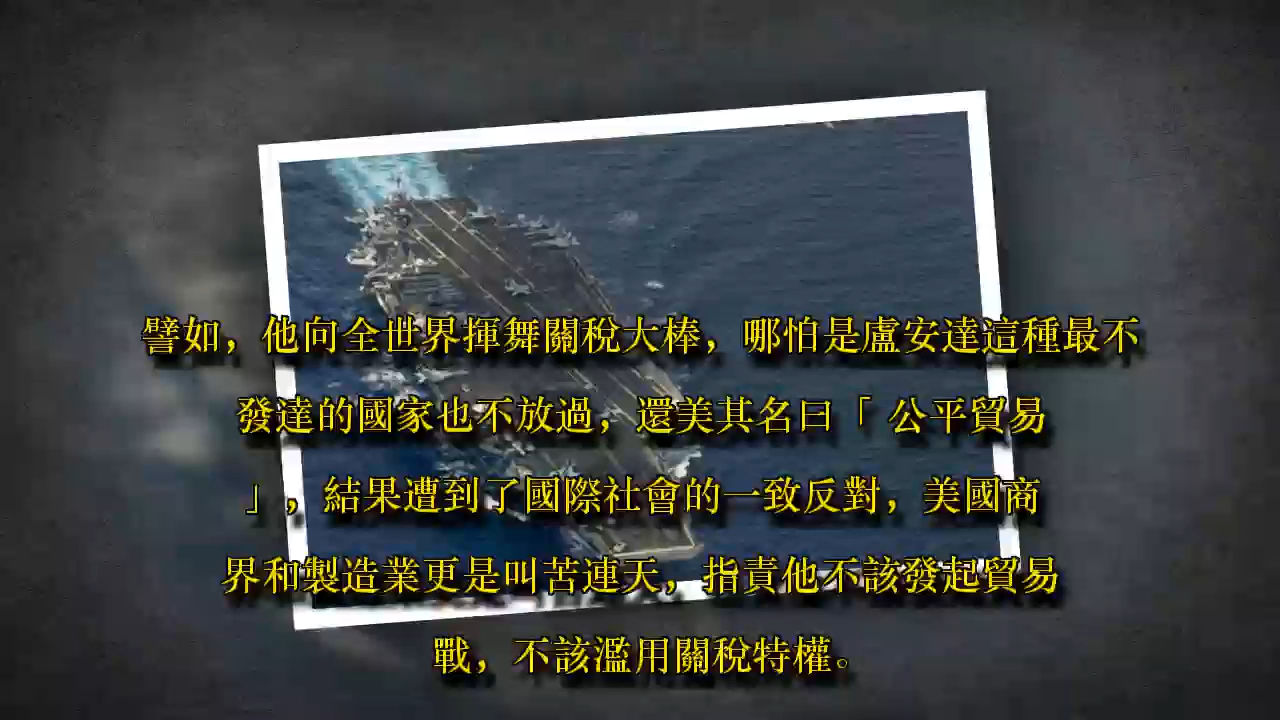 譬如，他向全世界揮舞關稅大棒，哪怕是盧安達這種最不
發達的國家也不放過，還美其名曰「 公平貿易
」，結果遭到了國際社會的一致反對，美國商
界和製造業更是叫苦連天，指責他不該發起貿易
戰，不該濫用關稅特權。